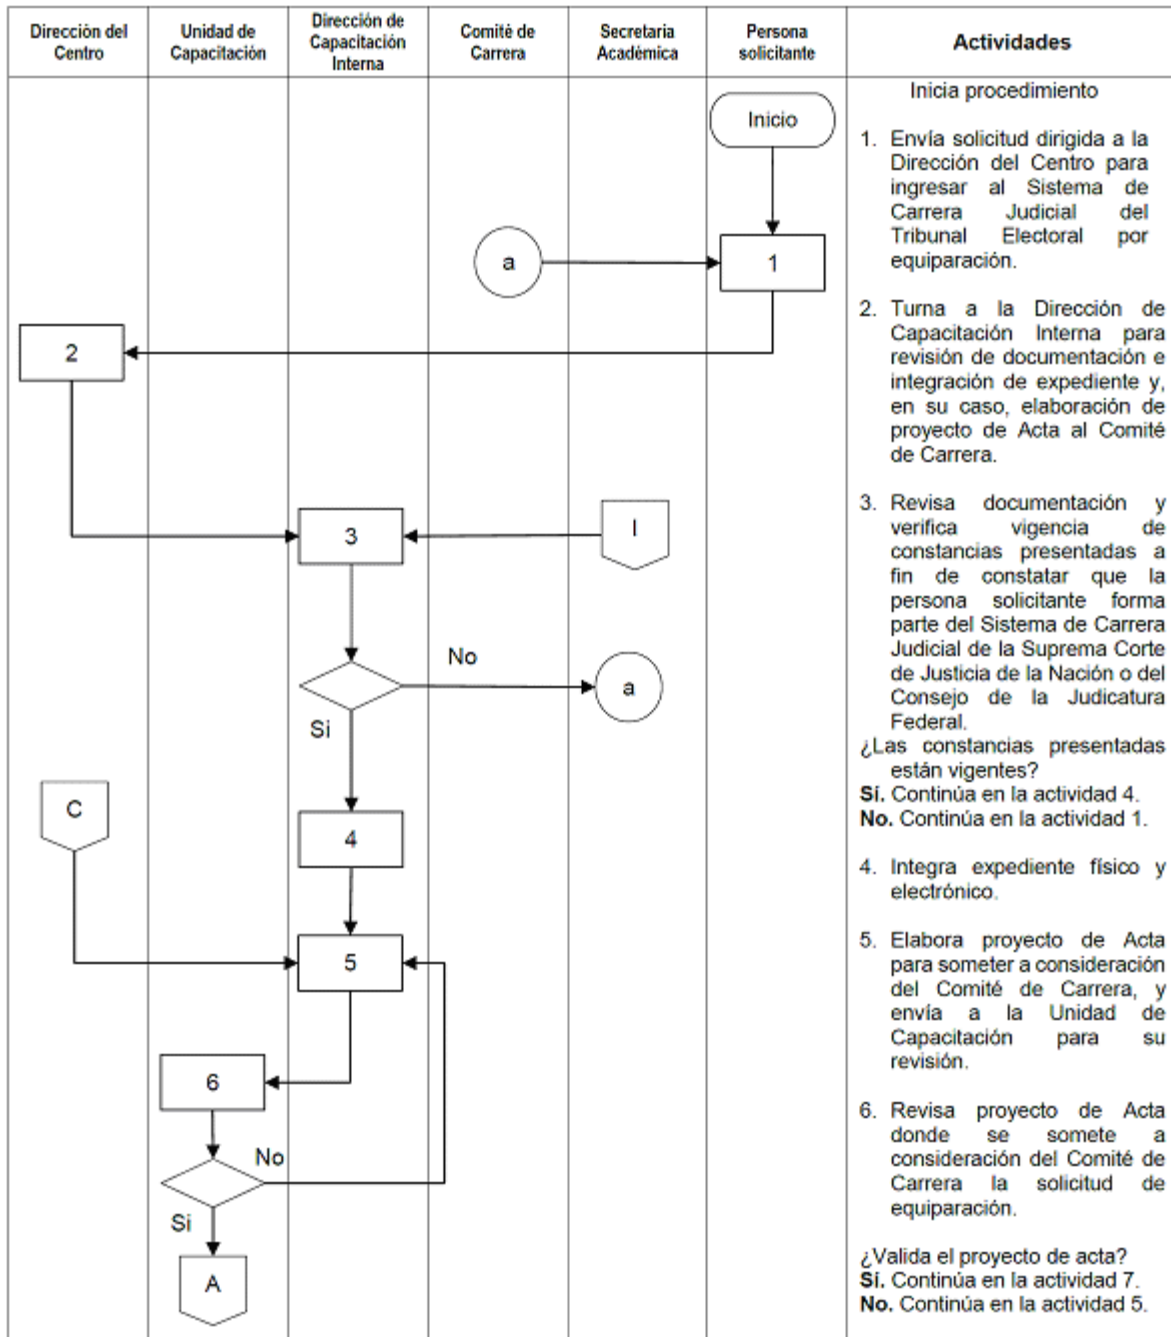 Dirección del
Centro
Unidad de
Capacitación
Dirección de
Capacitación
Interna
Comité de
Carrera
Secretaria
Académica
Persona
solicitante
Actividades
Inicio
a
1
2
3
I
No
a
Si
C
4
5
6
No
Si
A
Inicia procedimiento
1. Envía solicitud dirigida a la
Dirección del Centro para
ingresar al Sistema de
Carrera Judicial del
Tribunal Electoral por
equiparación.
2. Turna a la Dirección de
Capacitación Interna para
revisión de documentación e
integración de expediente y,
en su caso, elaboración de
proyecto de Acta al Comité
de Carrera.
3. Revisa documentación y
verifica vigencia de
constancias presentadas a
fin de constatar que la
persona solicitante forma
parte del Sistema de Carrera
Judicial de la Suprema Corte
de Justicia de la Nación o del
Consejo de la Judicatura
Federal.
¿Las constancias presentadas
están vigentes?
Sí. Continúa en la actividad 4.
No. Continúa en la actividad 1.
4. Integra expediente físico y
electrónico.
5. Elabora proyecto de Acta
para someter a consideración
del Comité de Carrera, y
envía a la Unidad de
Capacitación para su
revisión.
6. Revisa proyecto de Acta
donde se somete a
consideración del Comité de
Carrera la solicitud de
equiparación.
¿Valida el proyecto de acta?
Sí. Continúa en la actividad 7.
No. Continúa en la actividad 5.